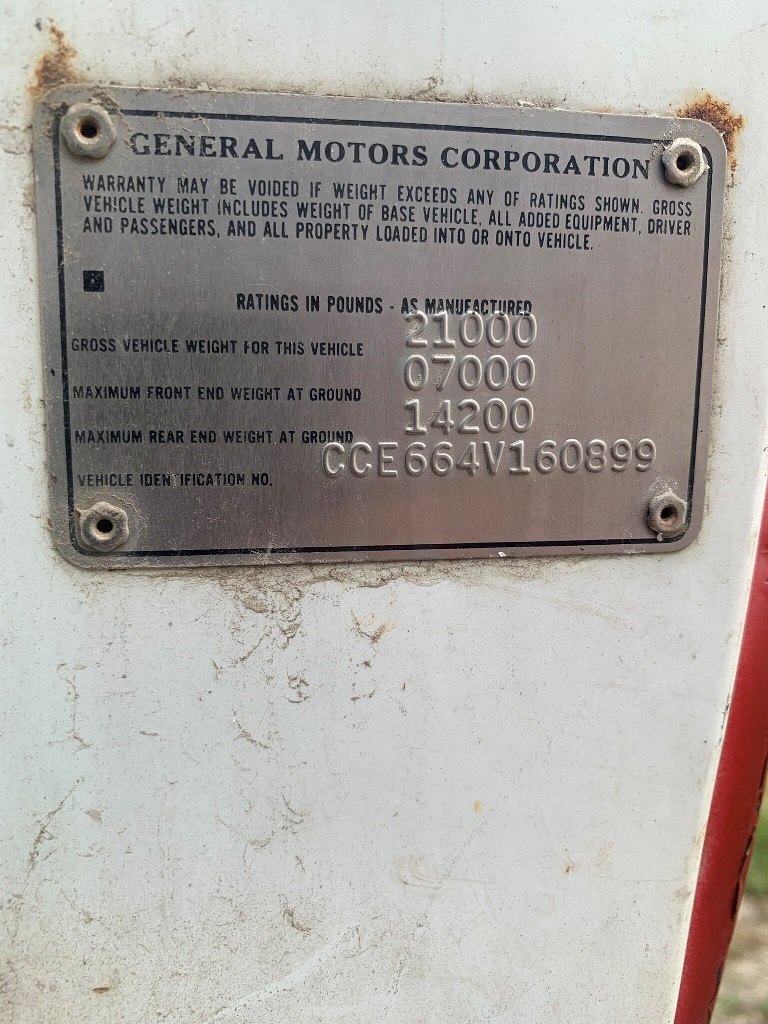 GENERAL MOTORS CORPORATION
WARRANTY MAY BE VOIDED IF WEIGHT EXCEEDS ANY OF RATINGS SHOWN. GROSS
VEHICLE WEIGHT INCLUDES WEIGHT OF BASE VEHICLE, ALL ADDED EQUIPMENT, DRIVER
AND PASSENGERS, AND ALL PROPERTY LOADED INTO OR ONTO VEHICLE.
RATINGS IN POUNDS - AS MANUFACTURED
GROSS VEHICLE WEIGHT FOR THIS VEHICLE 21000
MAXIMUM FRONT END WEIGHT AT GROUND 07000
MAXIMUM REAR END WEIGHT AT GROUND 14200
VEHICLE IDENTIFICATION NO. CCE664V160899